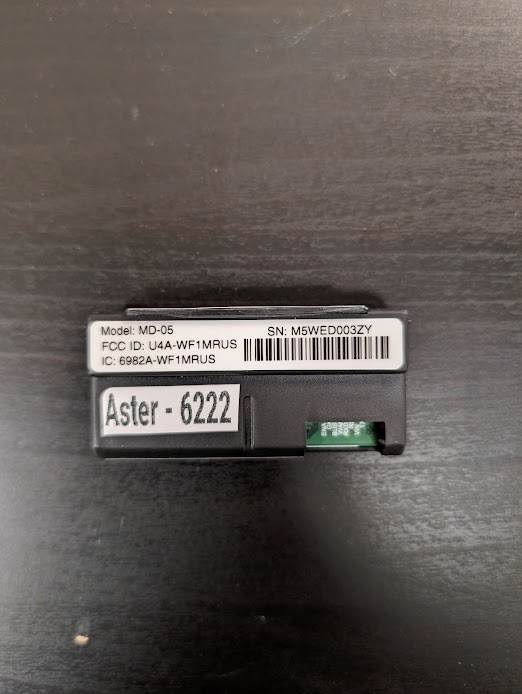 Model: MD-05
SN: M5WED003ZY
FCC ID: U4A-WF1MRUS
IC: 6982A-WF1MRUS
Aster - 6222